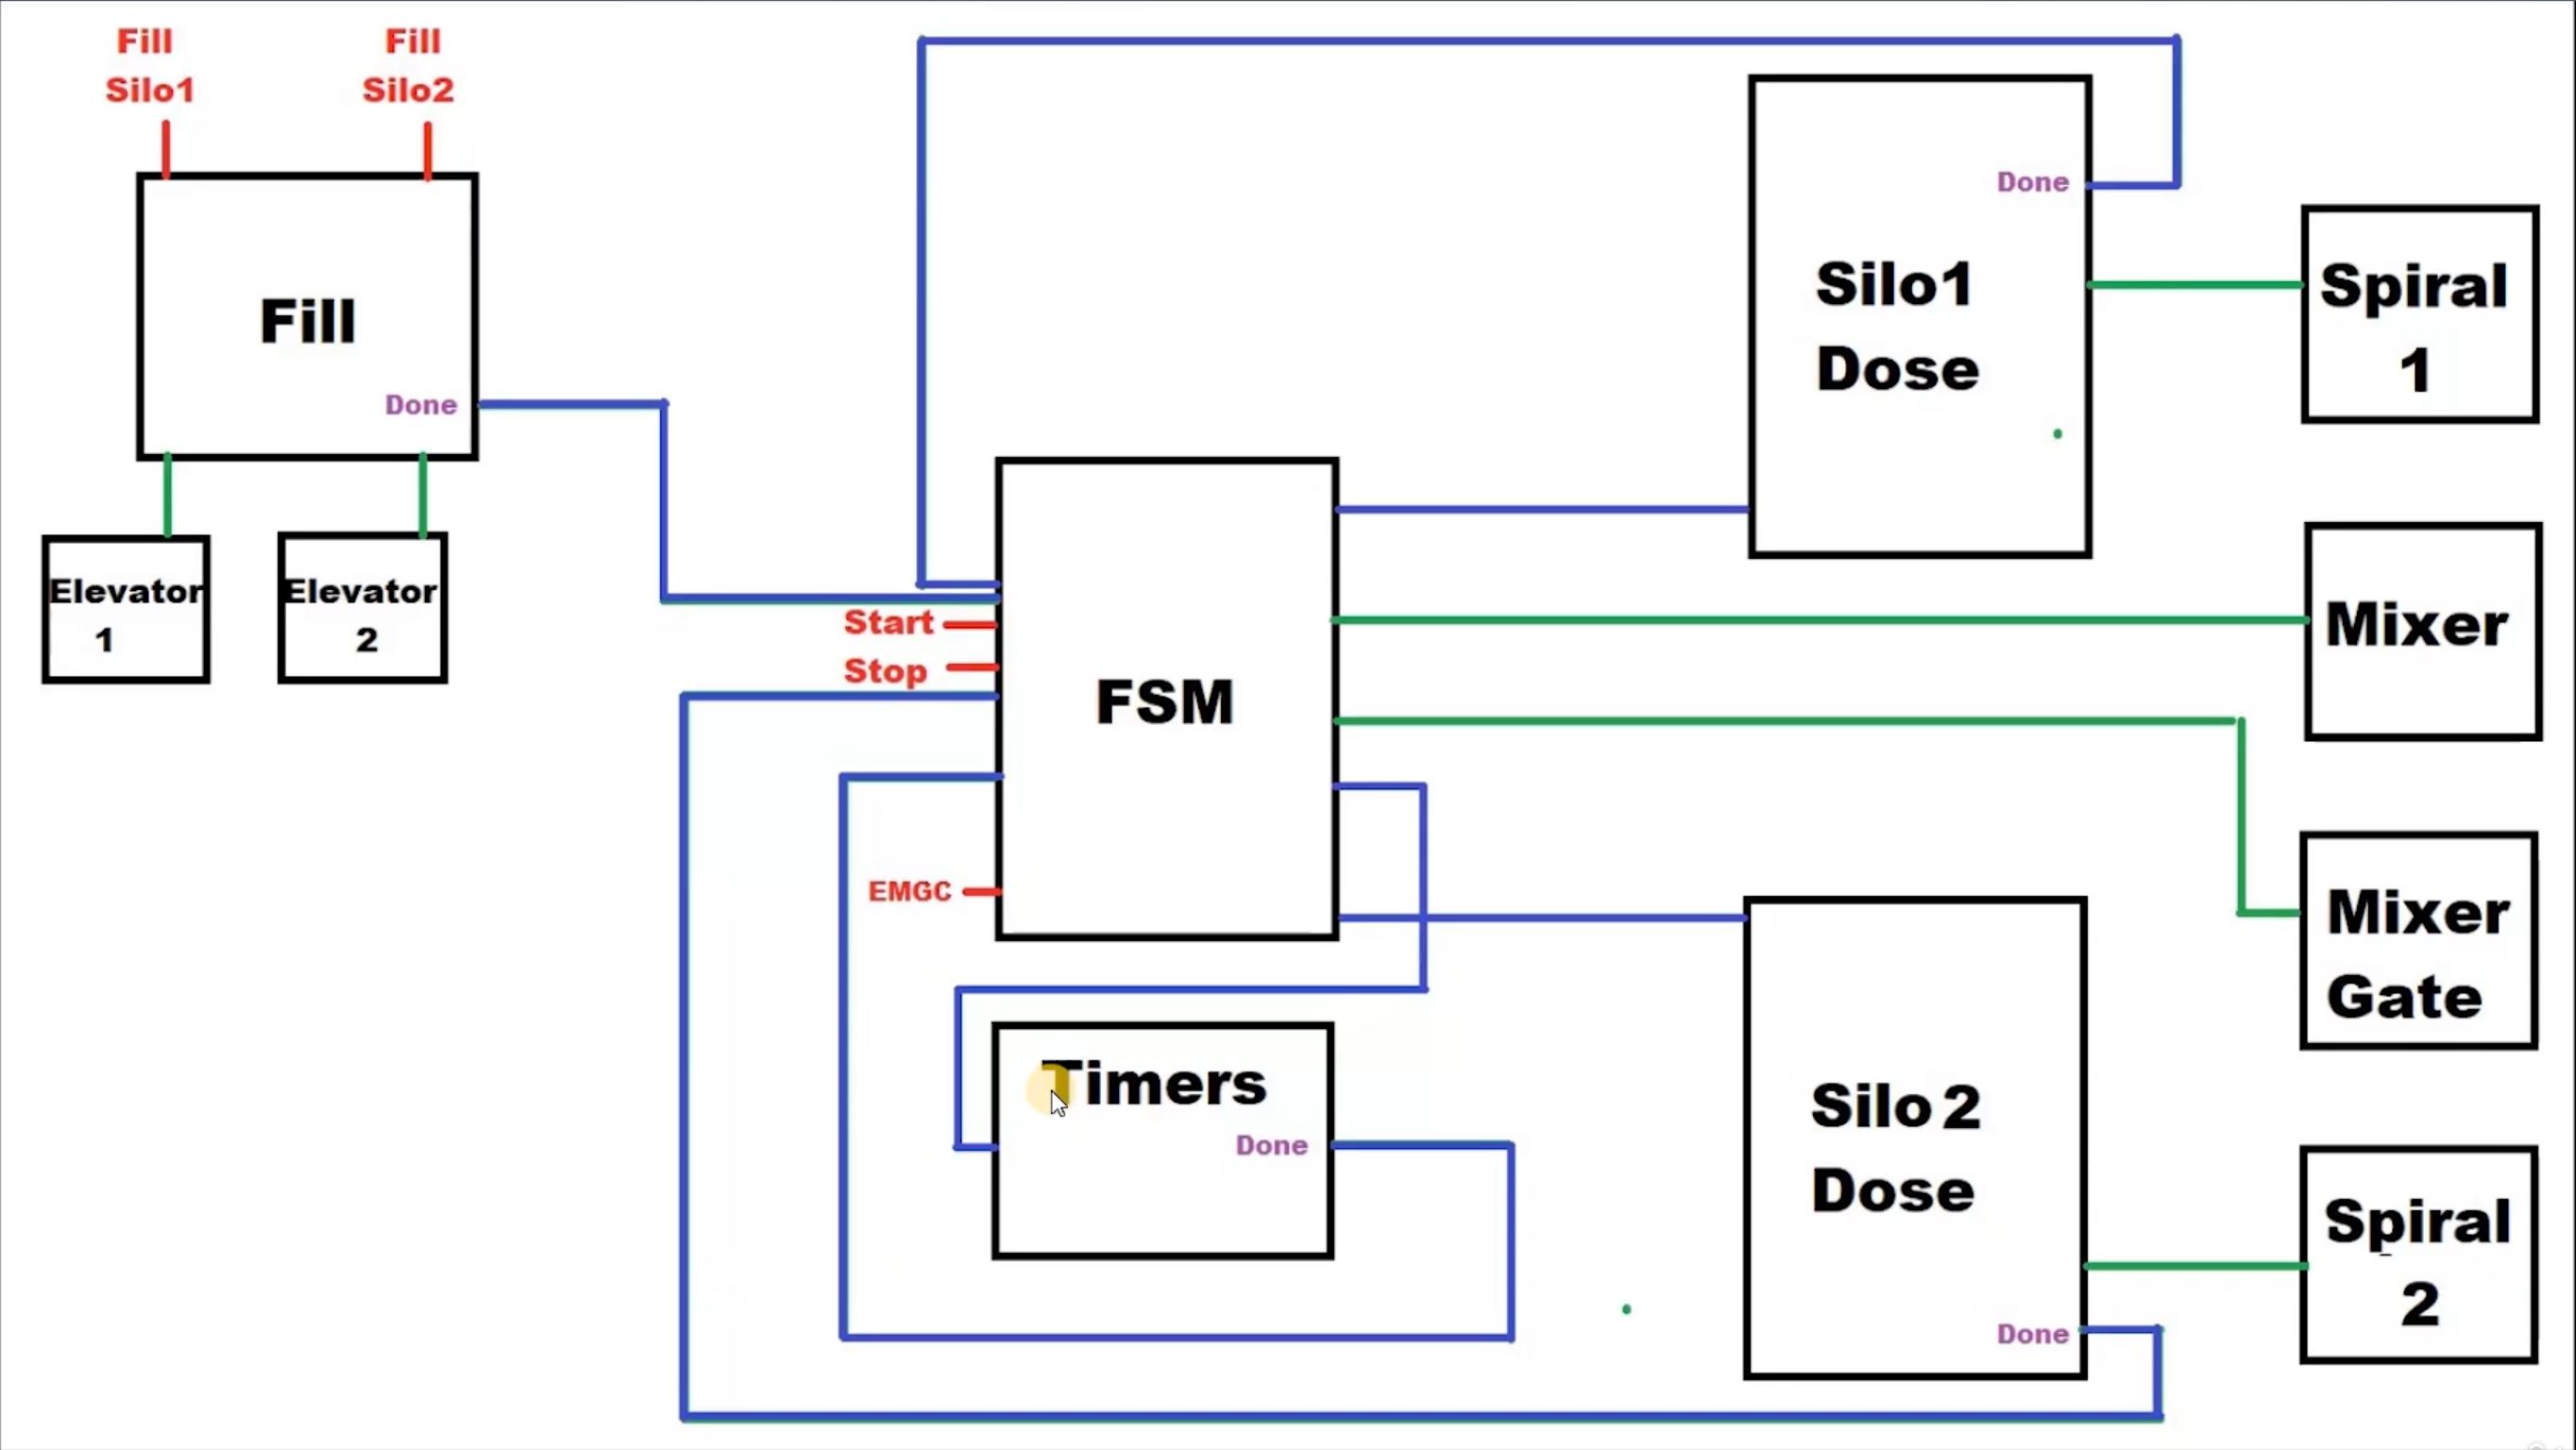 Fill
Silo1
Fill
Silo2
Fill
Done
Elevator
1
Elevator
2
Start
Stop
EMGC
FSM
Timers
Done
Done
Silo1
Dose
Silo 2
Dose
Done
Spiral
1
Mixer
Mixer
Gate
Spiral
2